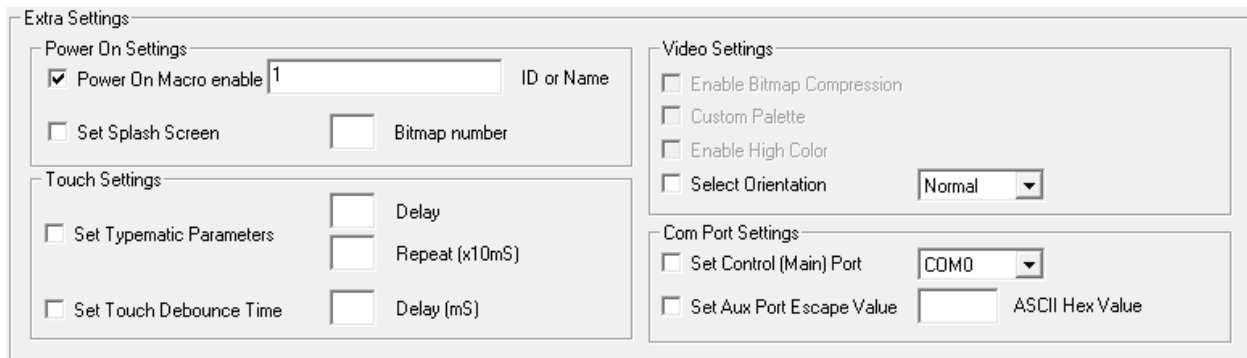 Extra Settings
Power On Settings
Power On Macro enable 1 ID or Name
Set Splash Screen Bitmap number
Touch Settings
Set Typematic Parameters
Delay
Repeat (x10mS)
Set Touch Debounce Time Delay (mS)
Video Settings
Enable Bitmap Compression
Custom Palette
Enable High Color
Select Orientation Normal
Com Port Settings
Set Control (Main) Port COM0
Set Aux Port Escape Value ASCII Hex Value